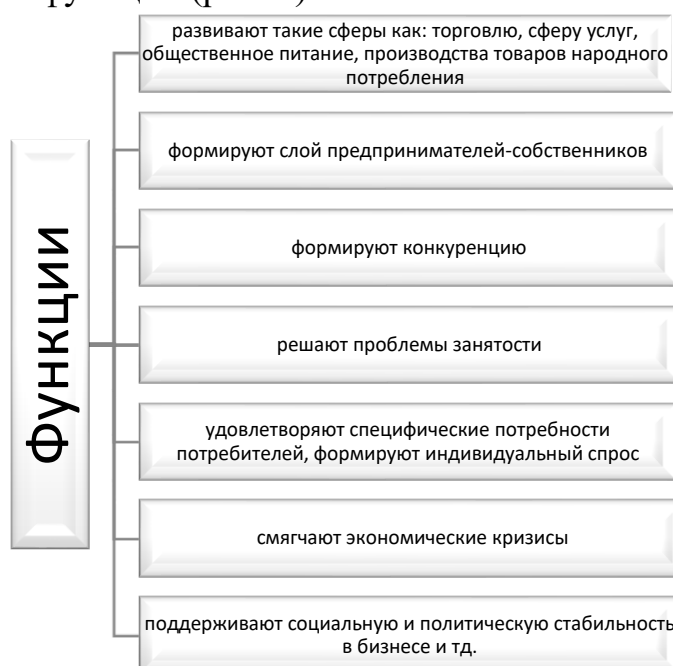 развивают такие сферы как: торговлю, сферу услуг,
общественное питание, производства товаров народного
потребления
формируют слой предпринимателей-собственников
формируют конкуренцию
Функции
решают проблемы занятости
удовлетворяют специфические потребности
потребителей, формируют индивидуальный спрос
смягчают экономические кризисы
поддерживают социальную и политическую стабильность
в бизнесе и тд.